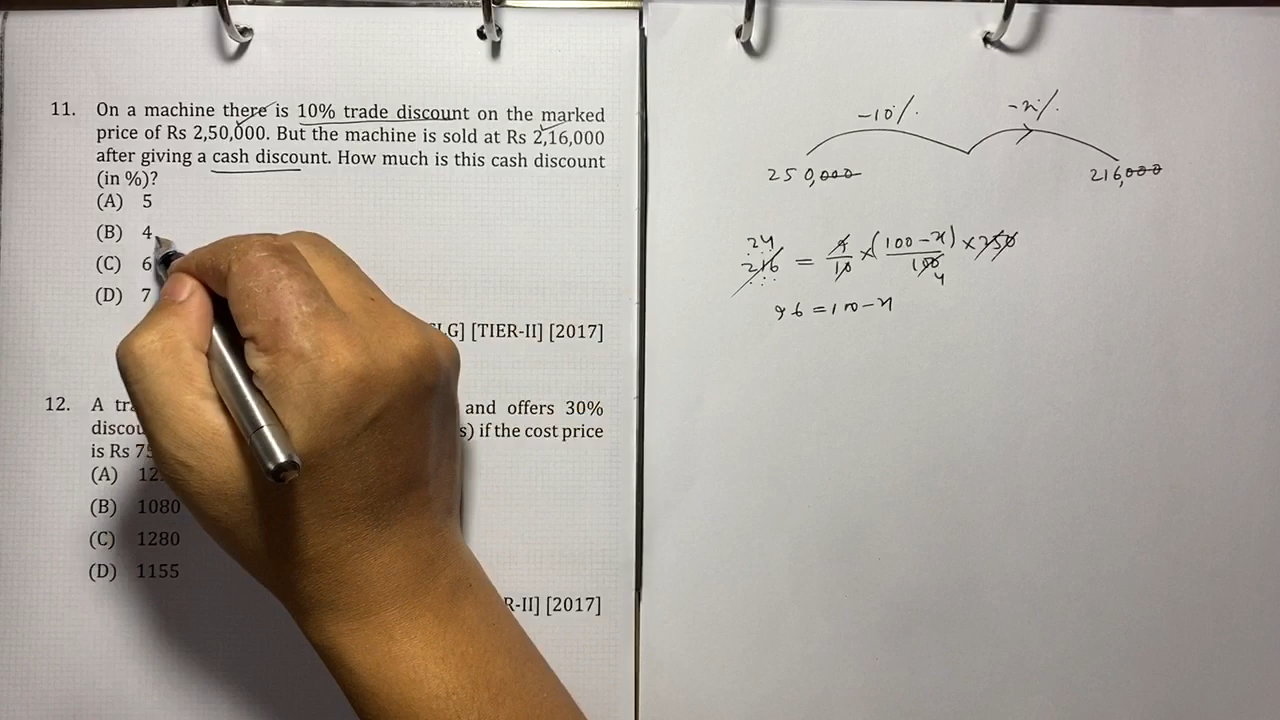 11. On a machine there is 10% trade discount on the marked
price of Rs 2,50,000. But the machine is sold at Rs 2,16,000
after giving a cash discount. How much is this cash discount
(in %)?
(A) 5
(B) 4
(C) 6
(D) 7
LG] [TIER-II] [2017]
12. A and offers 30%
s) if the cost price
is Rs
(A)
(B) 1080
(C) 1280
(D) 1155
R-II] [2017]
-10% -x%
250,000 216,000
24
216 = 9/10 × (100-x)/100 × 250
4
96 = 100-x